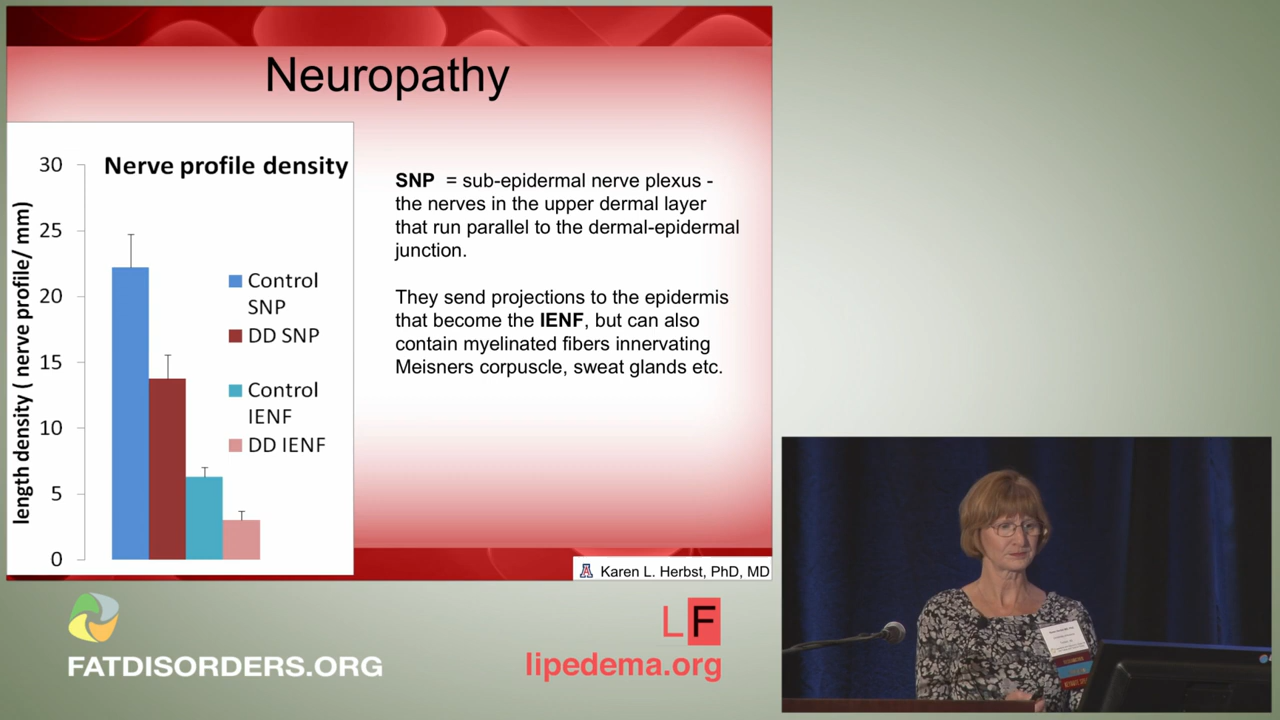 Neuropathy
Nerve profile density
length density ( nerve profile/ mm)
30
25
20
15
10
5
0
Control
SNP
DD SNP
Control
IENF
DD IENF
SNP = sub-epidermal nerve plexus -
the nerves in the upper dermal layer
that run parallel to the dermal-epidermal
junction.
They send projections to the epidermis
that become the IENF, but can also
contain myelinated fibers innervating
Meisners corpuscle, sweat glands etc.
Karen L. Herbst, PhD, MD
FATDISORDERS.ORG
LF
lipedema.org